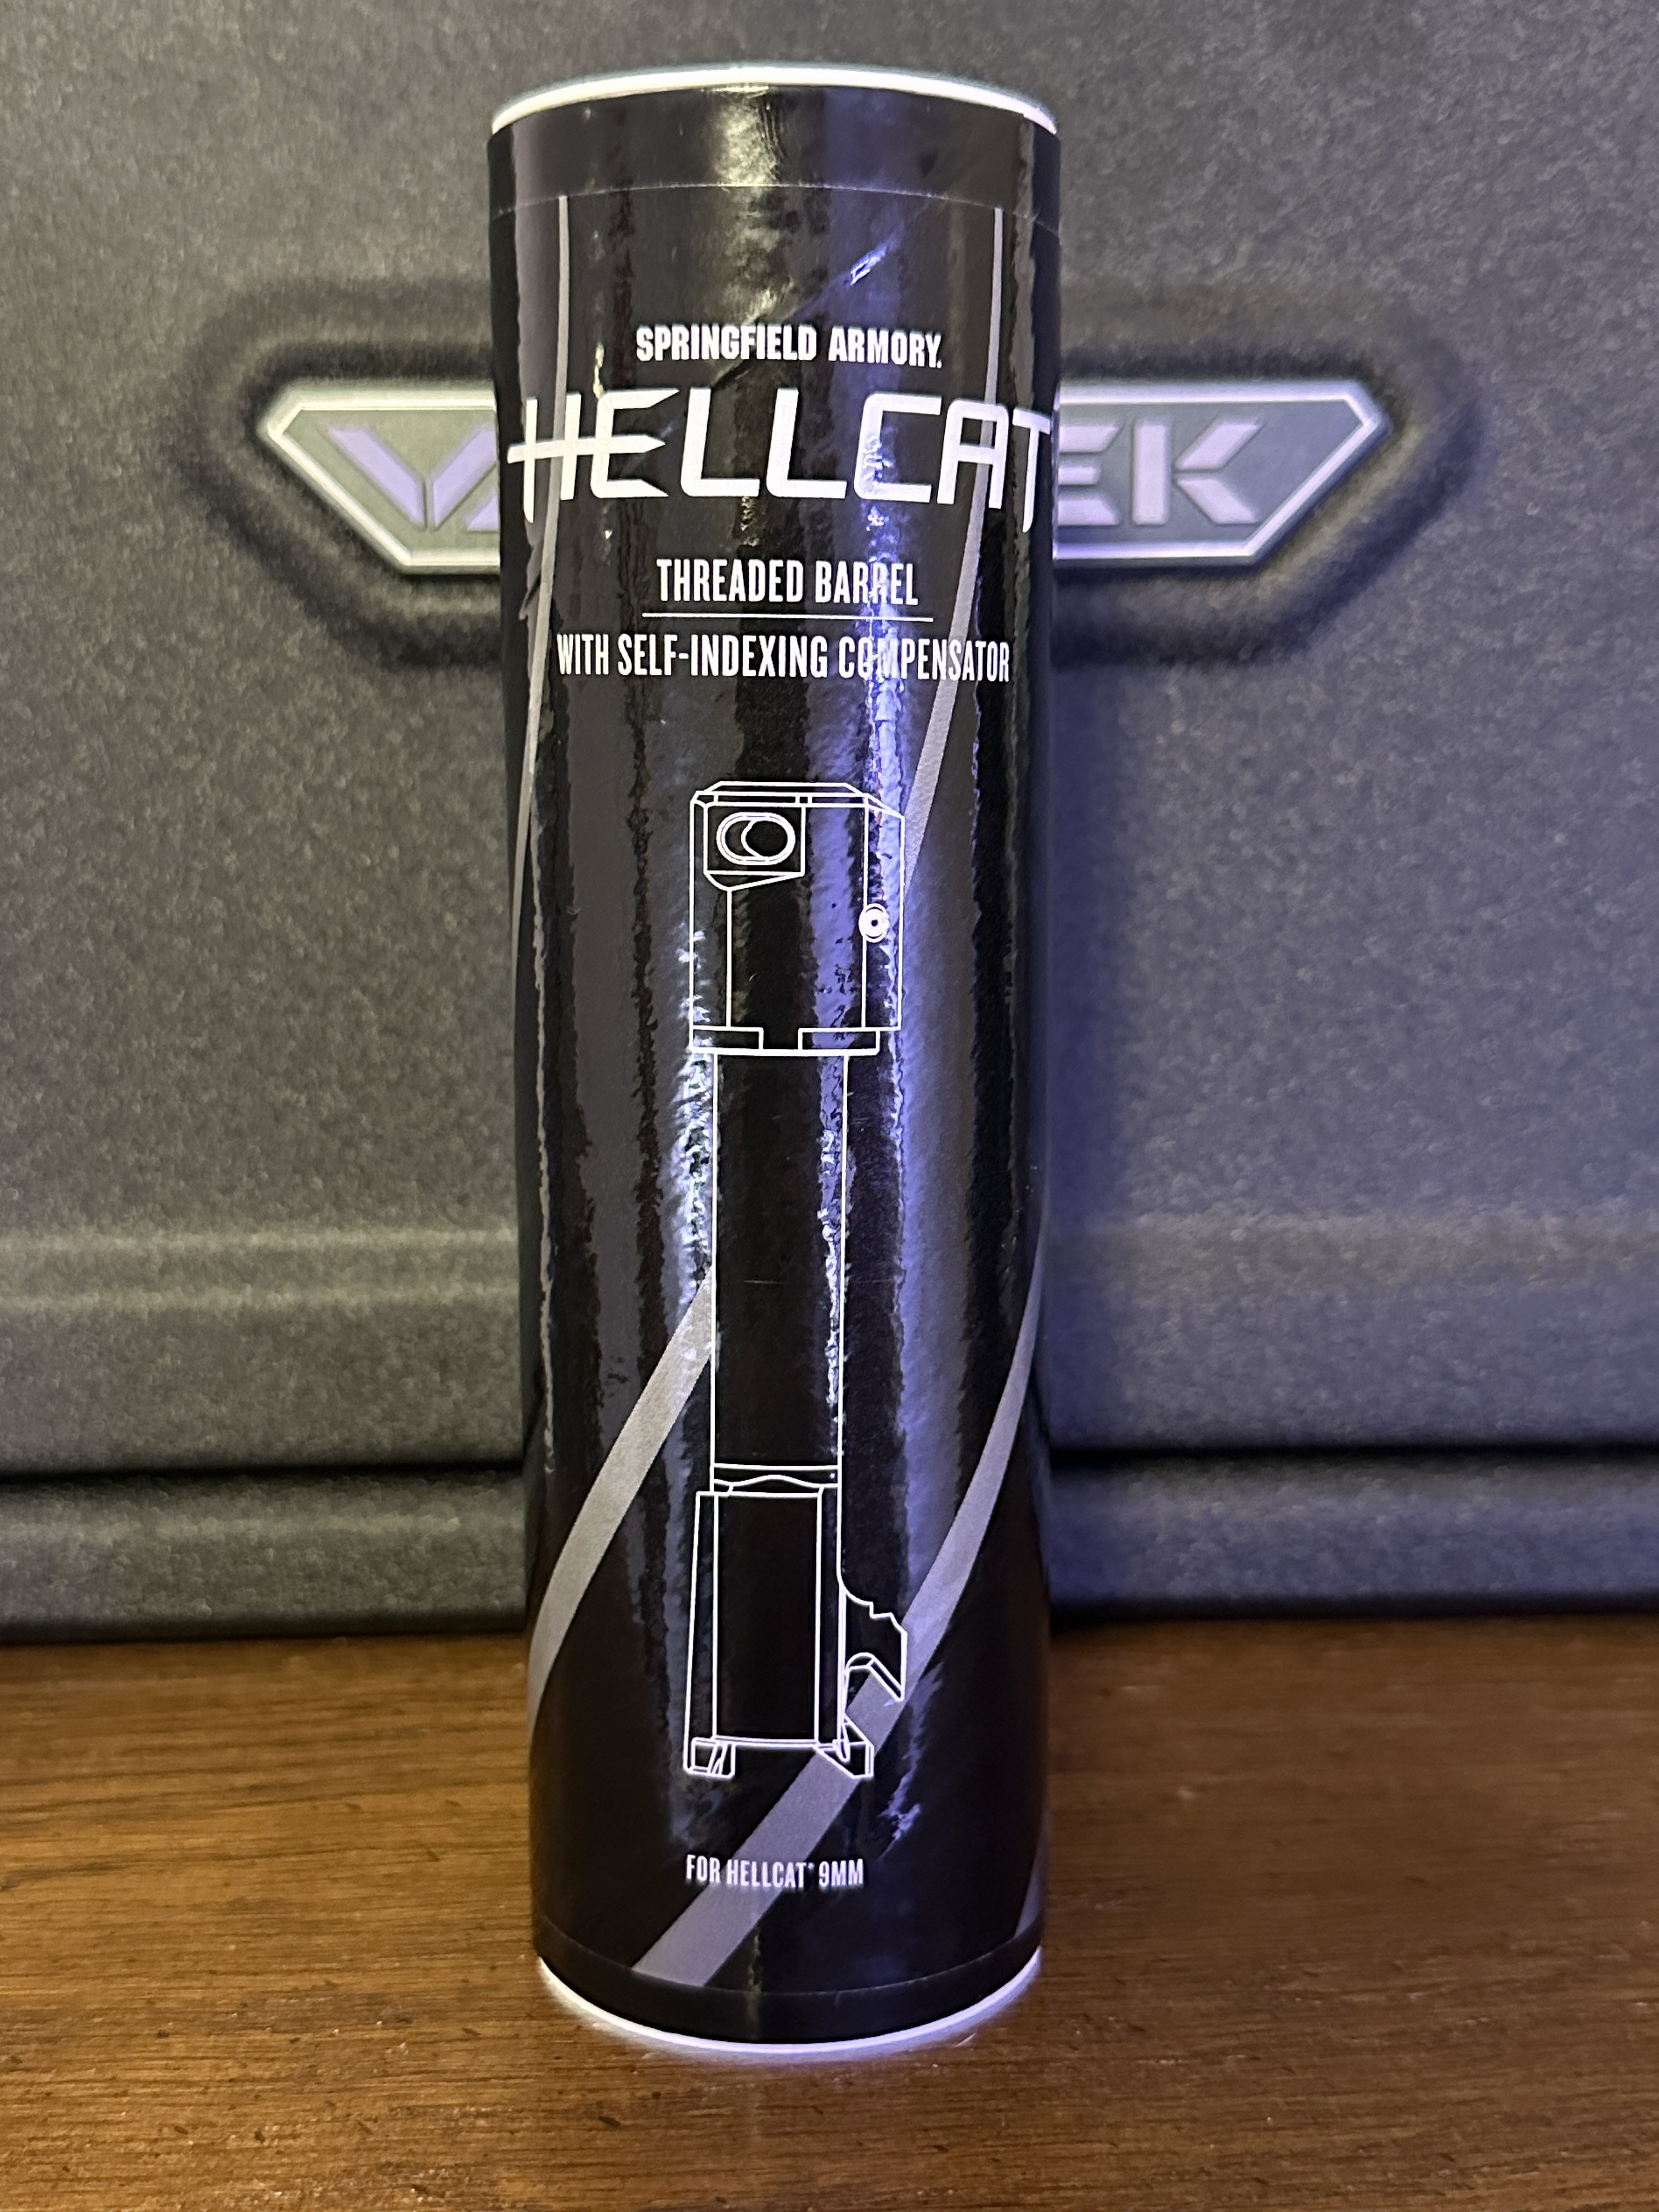 SPRINGFIELD ARMORY.
HELLCAT
THREADED BARREL
WITH SELF-INDEXING COMPENSATOR
FOR HELLCAT® 9MM